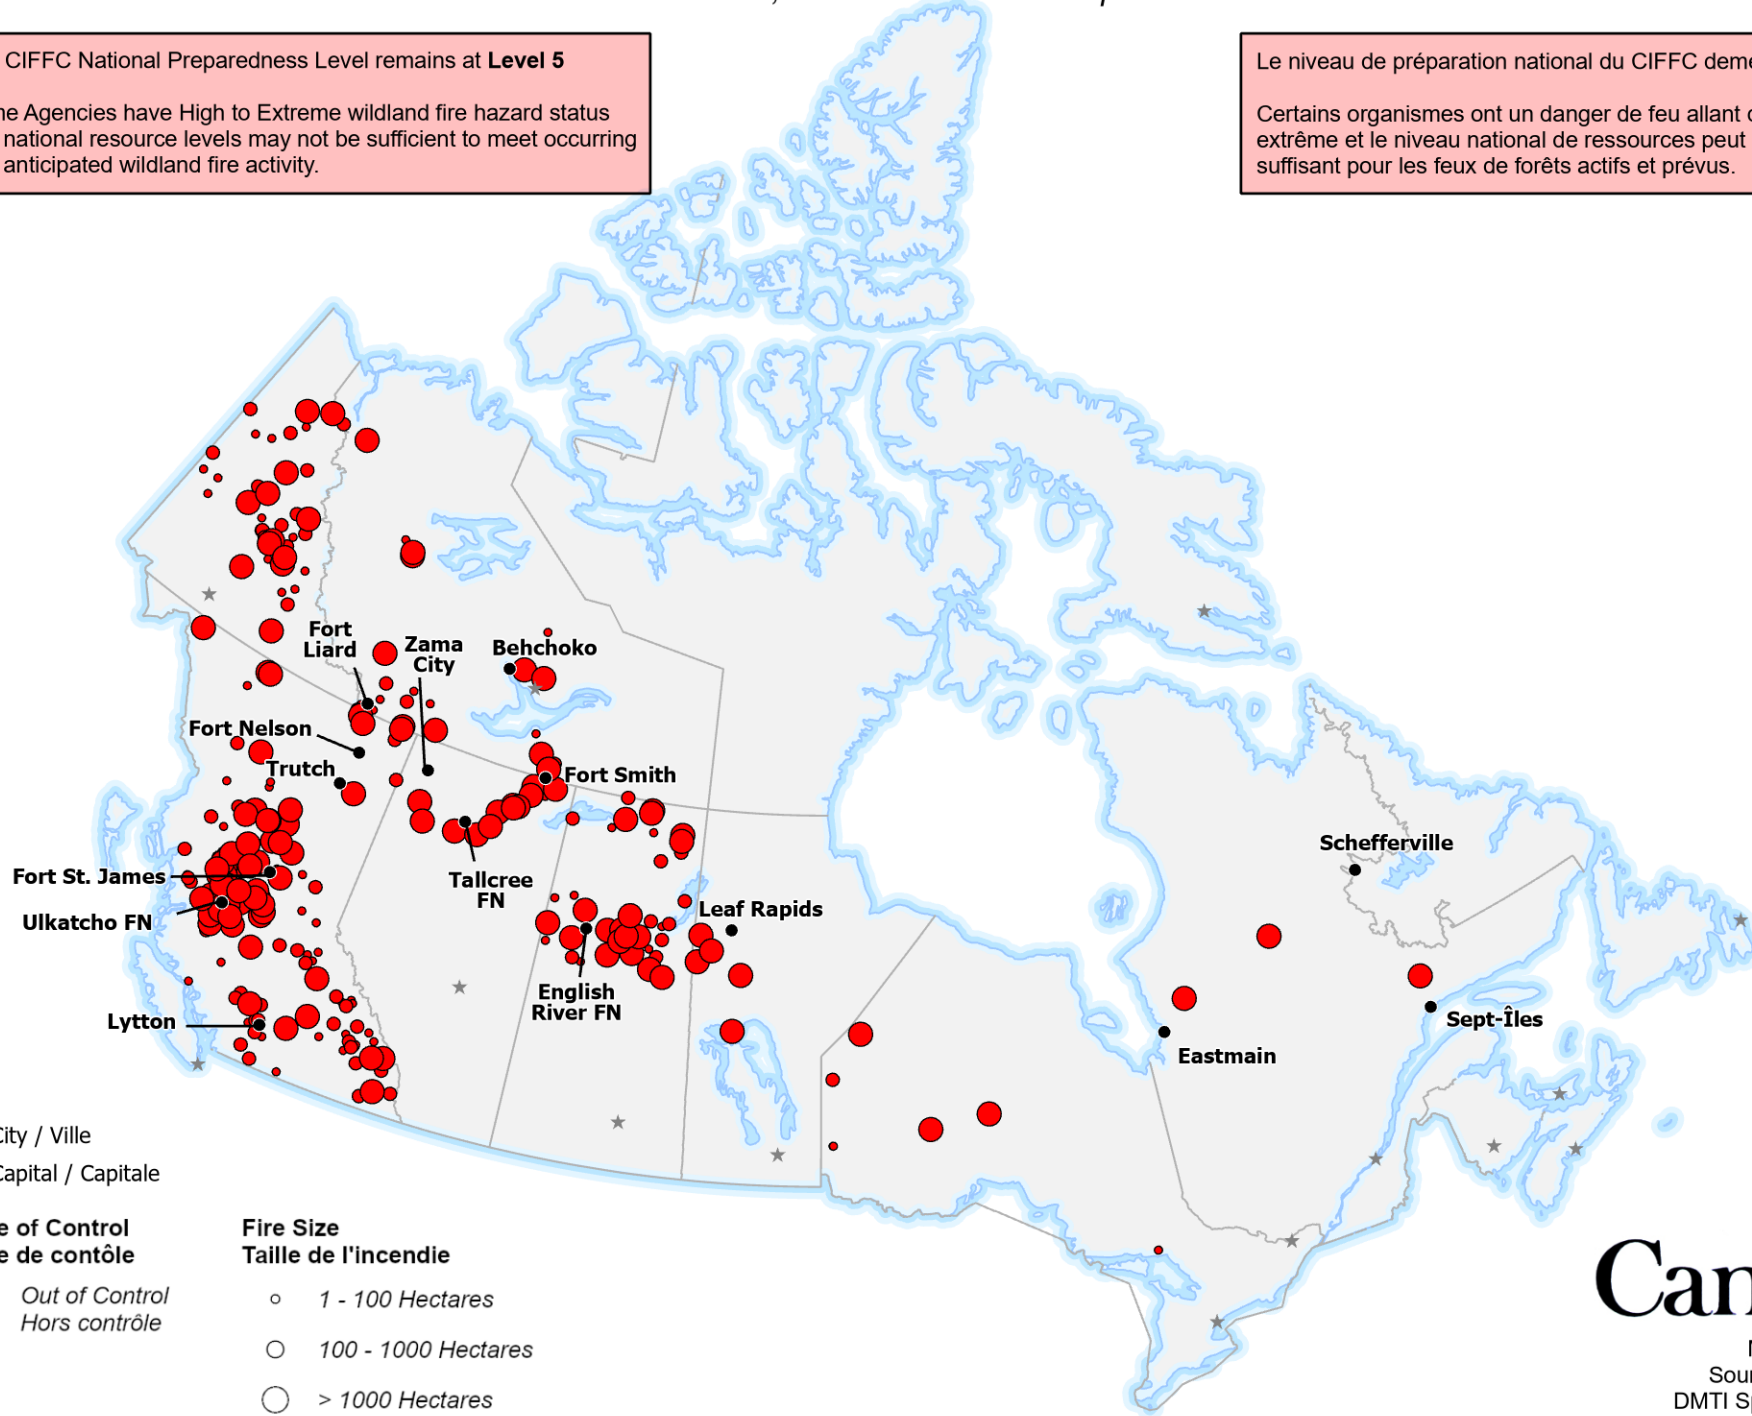 CIFFC National Preparedness Level remains at Level 5
Agencies have High to Extreme wildland fire hazard status
national resource levels may not be sufficient to meet occurring
anticipated wildland fire activity.
Le niveau de préparation national du CIFFC
Certains organismes ont un danger de feu allant
extrême et le niveau national de ressources peut
suffisant pour les feux de forêts actifs et prévus.
Fort
Liard
Zama
City
Behchoko
Fort Nelson
Trutch
Fort Smith
Fort St. James
Ulkatcho FN
Tallcree
FN
Leaf Rapids
English
River FN
Lytton
Schefferville
Sept-Îles
Eastmain
City / Ville
Capital / Capitale
of Control
de contôle
Out of Control
Hors contrôle
Fire Size
Taille de l'incendie
1 - 100 Hectares
100 - 1000 Hectares
> 1000 Hectares
Can
DMTI